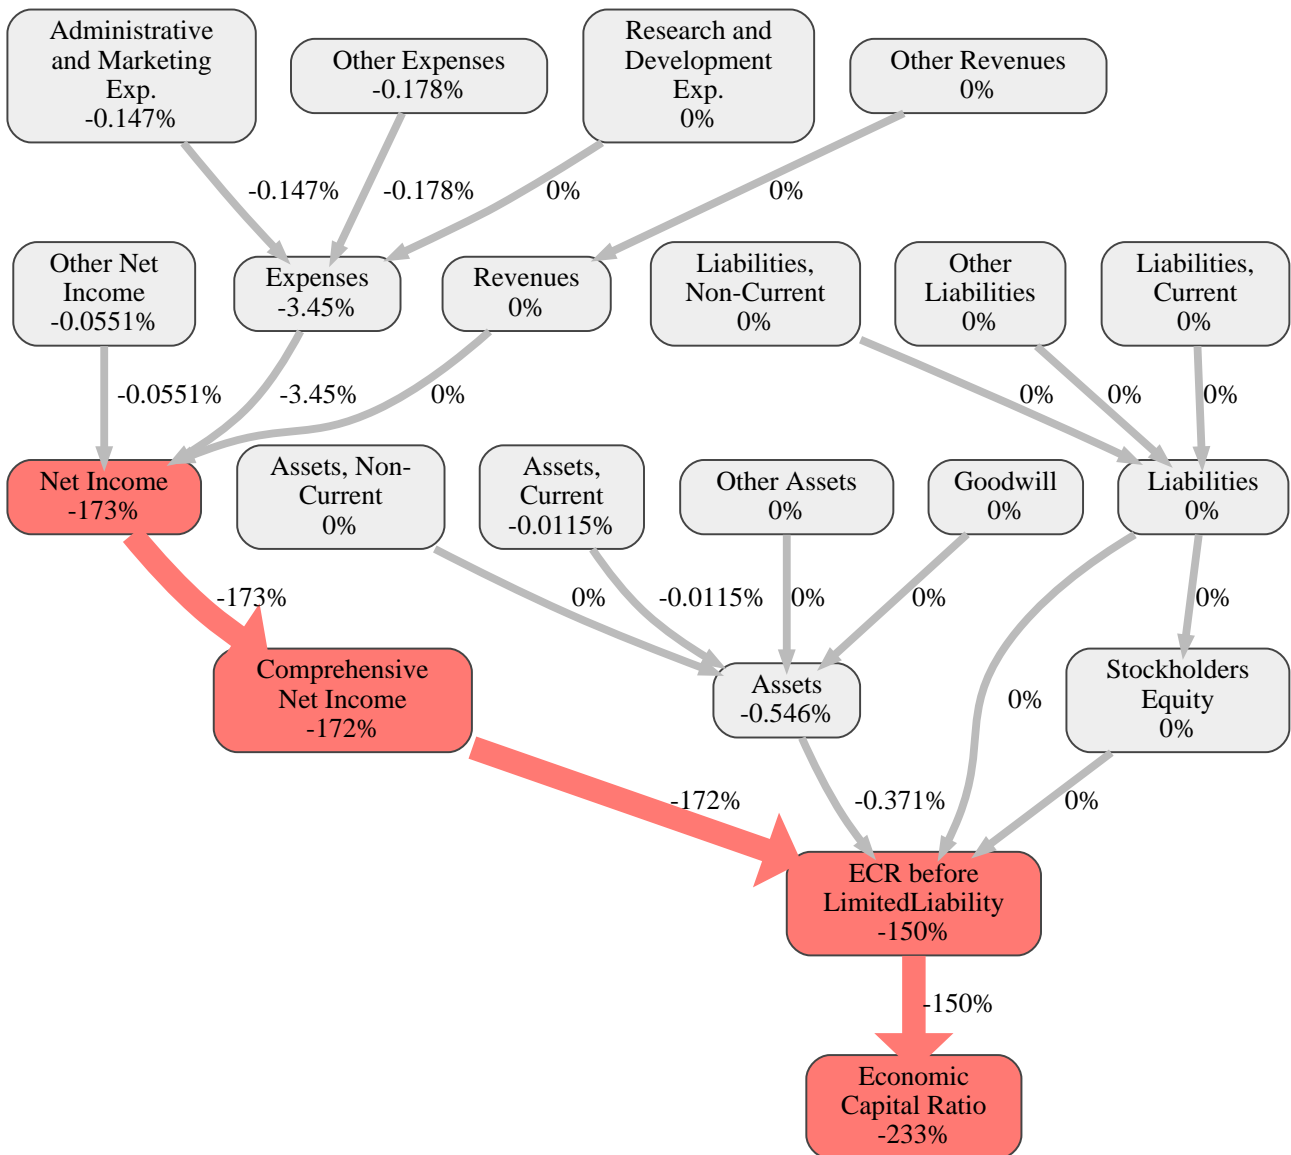 Administrative
and Marketing
Exp.
-0.147%
Other Expenses
-0.178%
Research and
Development
Exp.
0%
Other Revenues
0%
-0.147%
-0.178%
0%
0%
Other Net
Income
-0.0551%
Expenses
-3.45%
Revenues
0%
Liabilities,
Non-Current
0%
Other
Liabilities
0%
Liabilities,
Current
0%
-0.0551%
-3.45%
0%
0%
0%
0%
Net Income
-173%
Assets, Non-
Current
0%
Assets,
Current
-0.0115%
Other Assets
0%
Goodwill
0%
Liabilities
0%
-173%
0%
-0.0115%
0%
0%
0%
Comprehensive
Net Income
-172%
Assets
-0.546%
0%
Stockholders
Equity
0%
-172%
-0.371%
0%
ECR before
LimitedLiability
-150%
-150%
Economic
Capital Ratio
-233%